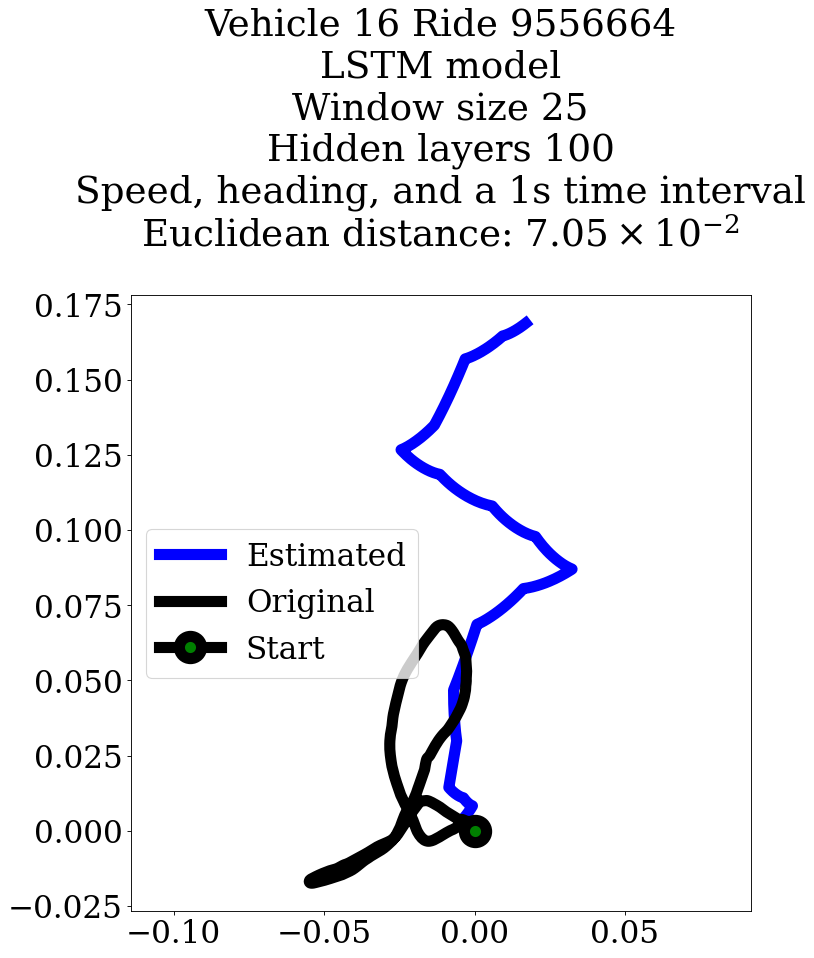 Vehicle 16 Ride 9556664
LSTM model
Window size 25
Hidden layers 100
Speed, heading, and a 1s time interval
Euclidean distance: 7.05 × 10⁻²
0.175
0.150
0.125
0.100
0.075
0.050
0.025
0.000
−0.025
Estimated
Original
Start
−0.10 −0.05 0.00 0.05